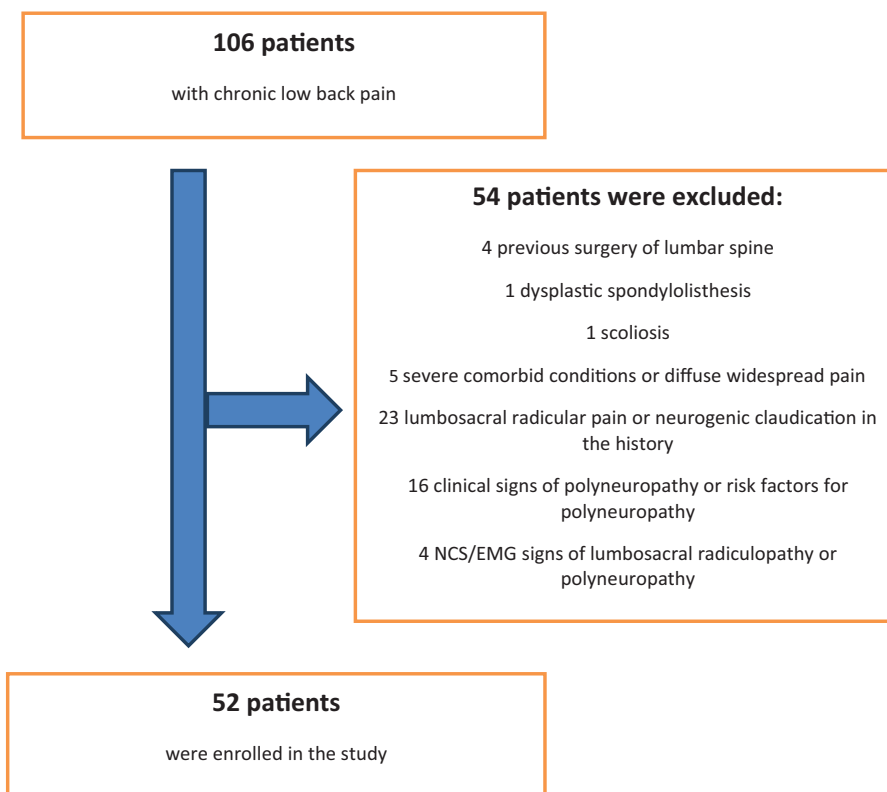 106 patients
with chronic low back pain
54 patients were excluded:
4 previous surgery of lumbar spine
1 dysplastic spondylolisthesis
1 scoliosis
5 severe comorbid conditions or diffuse widespread pain
23 lumbosacral radicular pain or neurogenic claudication in
the history
16 clinical signs of polyneuropathy or risk factors for
polyneuropathy
4 NCS/EMG signs of lumbosacral radiculopathy or
polyneuropathy
52 patients
were enrolled in the study